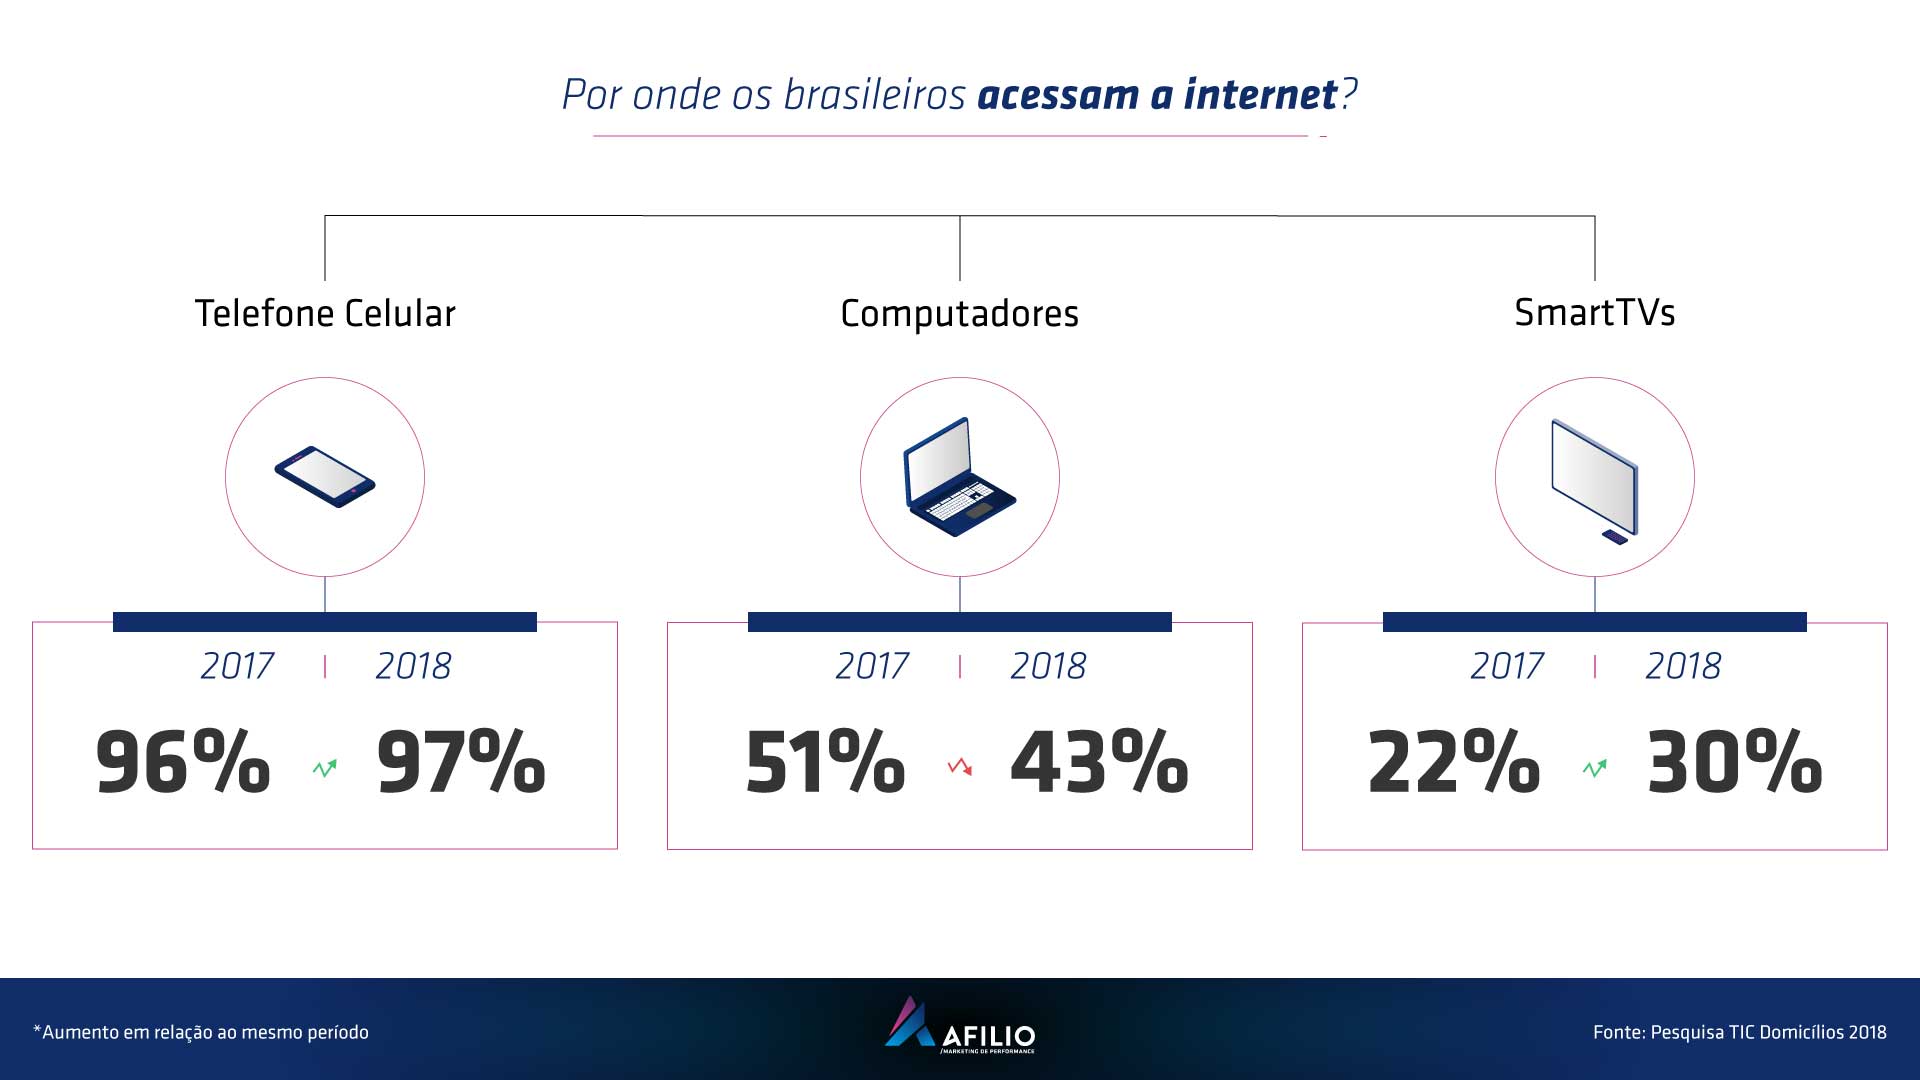 Por onde os brasileiros acessam a internet?
Telefone Celular
Computadores
SmartTVs
2017 | 2018
96% 97%
2017 | 2018
51% 43%
2017 | 2018
22% 30%
*Aumento em relação ao mesmo período
AFILIO
/MARKETING DE PERFORMANCE
Fonte: Pesquisa TIC Domicílios 2018